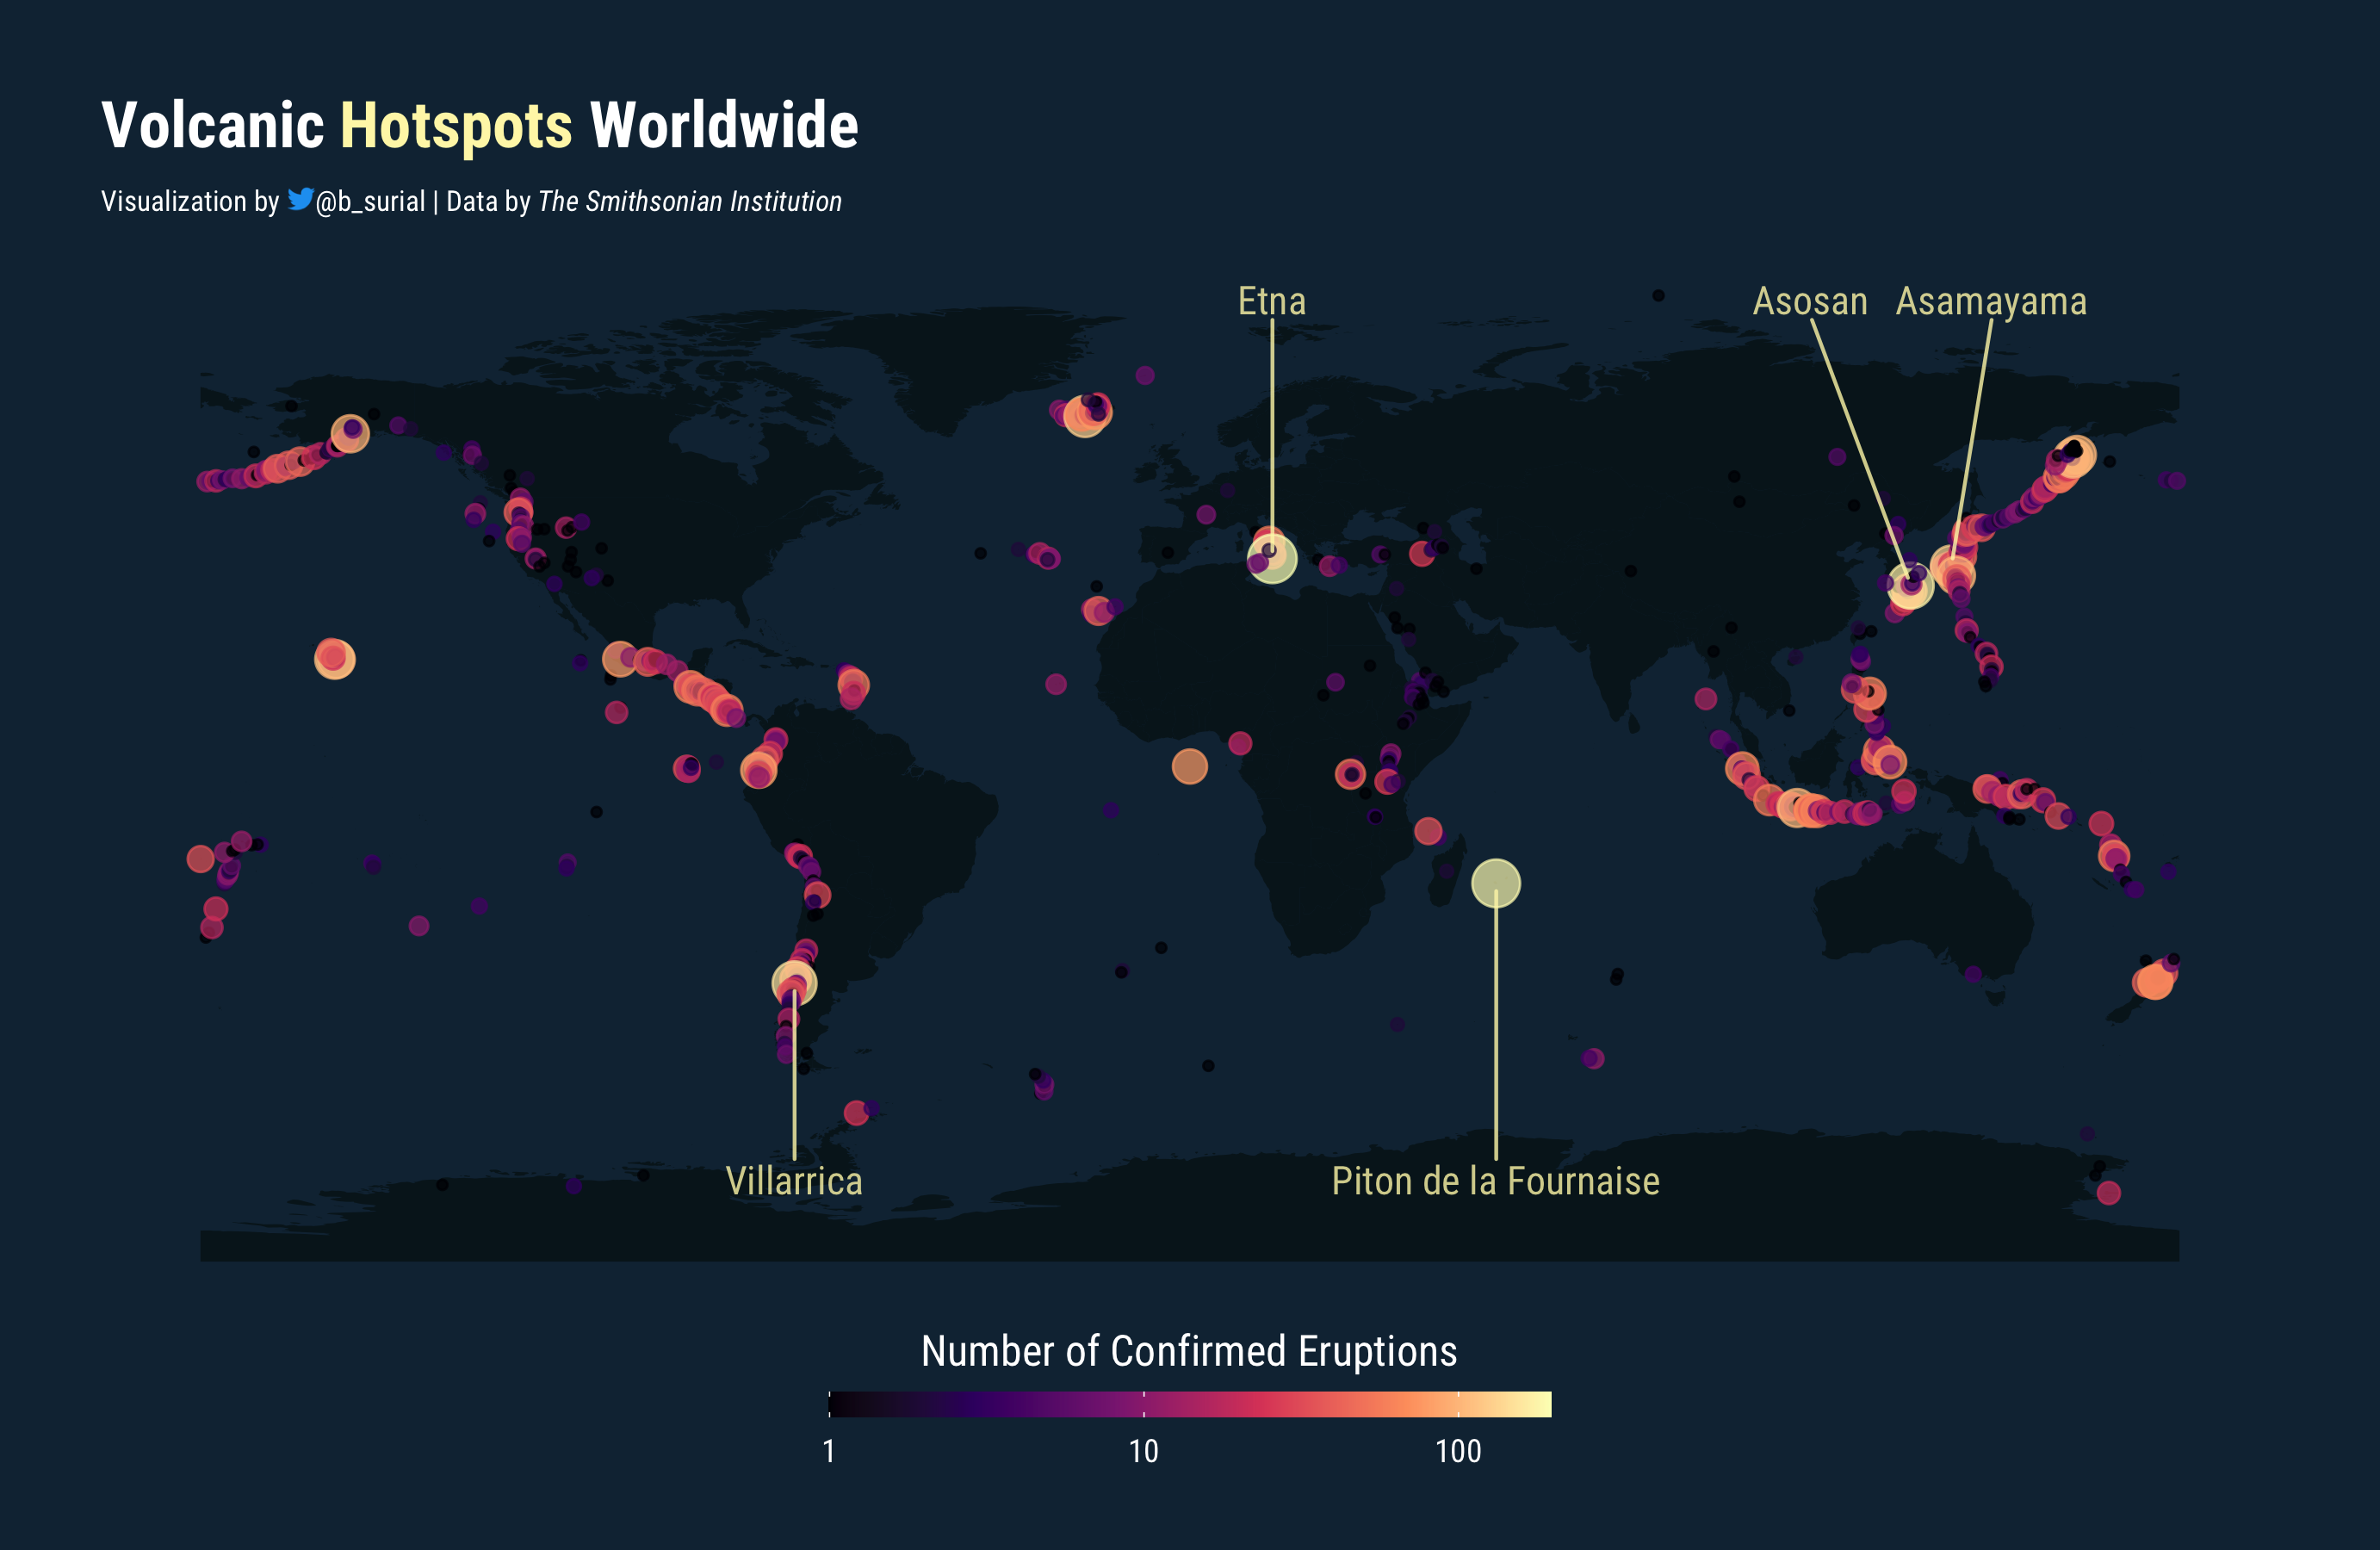 Volcanic Hotspots Worldwide
Visualization by @b_surial | Data by The Smithsonian Institution
Etna
Asosan
Asamayama
Villarrica
Piton de la Fournaise
Number of Confirmed Eruptions
1 10 100